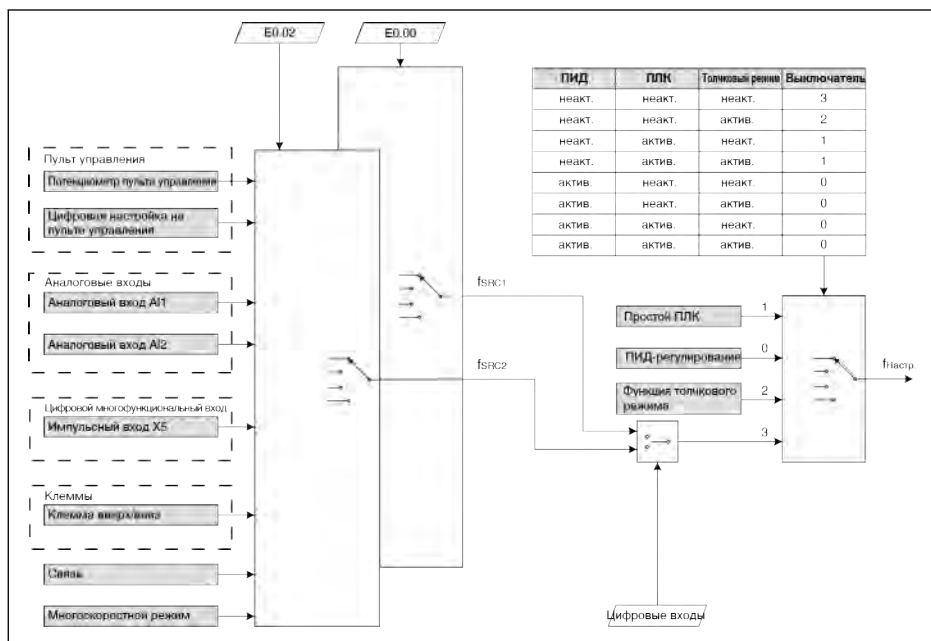 E0.02
E0.00
ПИД ПЛК Толчковый режим Выключатель
неакт. неакт. неакт. 3
неакт. неакт. актив. 2
неакт. актив. неакт. 1
неакт. актив. актив. 1
актив. неакт. неакт. 0
актив. неакт. актив. 0
актив. актив. неакт. 0
актив. актив. актив. 0
Пульт управления
Потенциометр пульта управления
Цифровая настройка на
пульте управления
Аналоговые входы
Аналоговый вход AI1
Аналоговый вход AI2
Цифровой многофункциональный вход
Импульсный вход X5
Клеммы
Клемма вверх/вниз
Связь
Многоскоростной режим
fSRC1
fSRC2
Простой ПЛК
1
ПИД-регулирование
0
Функция толчкового
режима
2
3
fНастр.
Цифровые входы